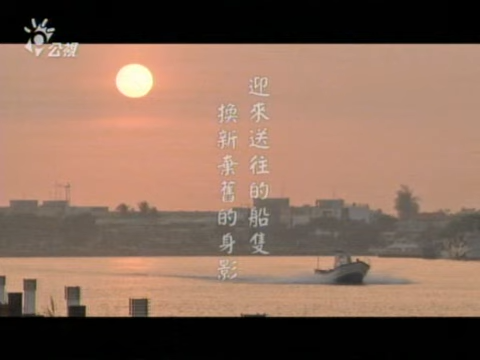 公視
迎來送往的船隻
換新棄舊的身影